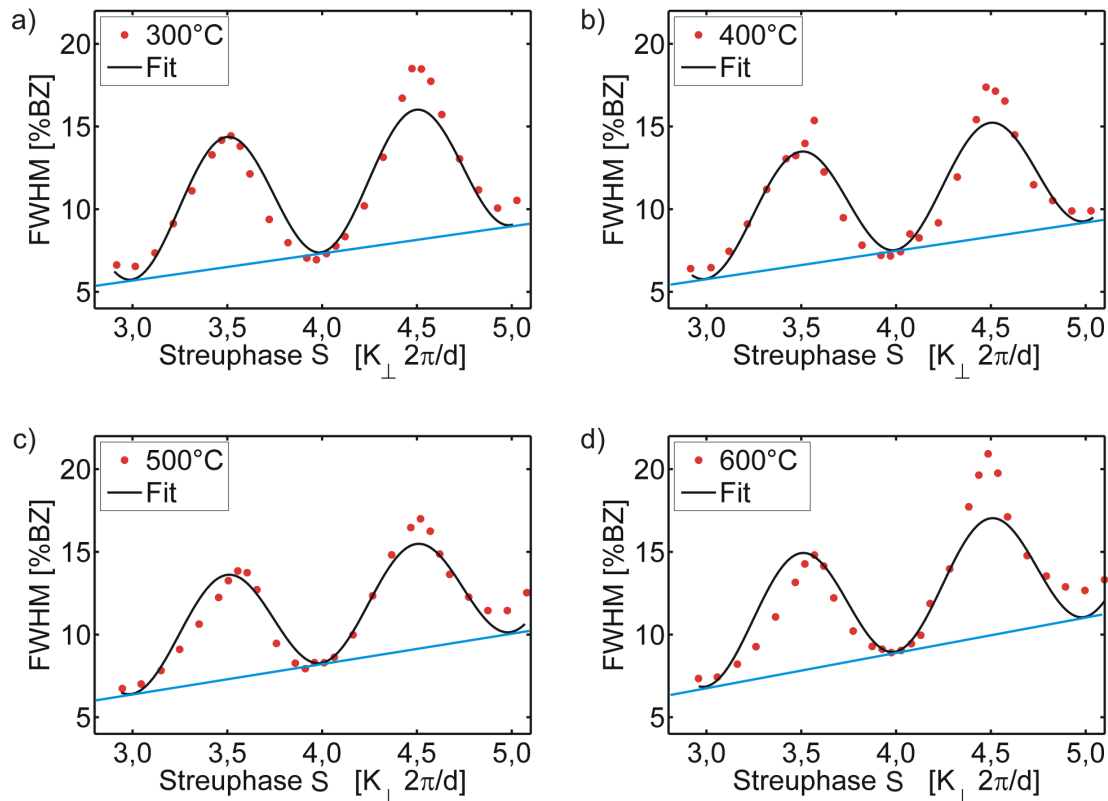 a)
300°C
Fit
FWHM [%BZ]
20
15
10
5
3,0 3,5 4,0 4,5 5,0
Streuphase S [K⊥ 2π/d]
b)
400°C
Fit
FWHM [%BZ]
20
15
10
5
3,0 3,5 4,0 4,5 5,0
Streuphase S [K⊥ 2π/d]
c)
500°C
Fit
FWHM [%BZ]
20
15
10
5
3,0 3,5 4,0 4,5 5,0
Streuphase S [K⊥ 2π/d]
d)
600°C
Fit
FWHM [%BZ]
20
15
10
5
3,0 3,5 4,0 4,5 5,0
Streuphase S [K⊥ 2π/d]